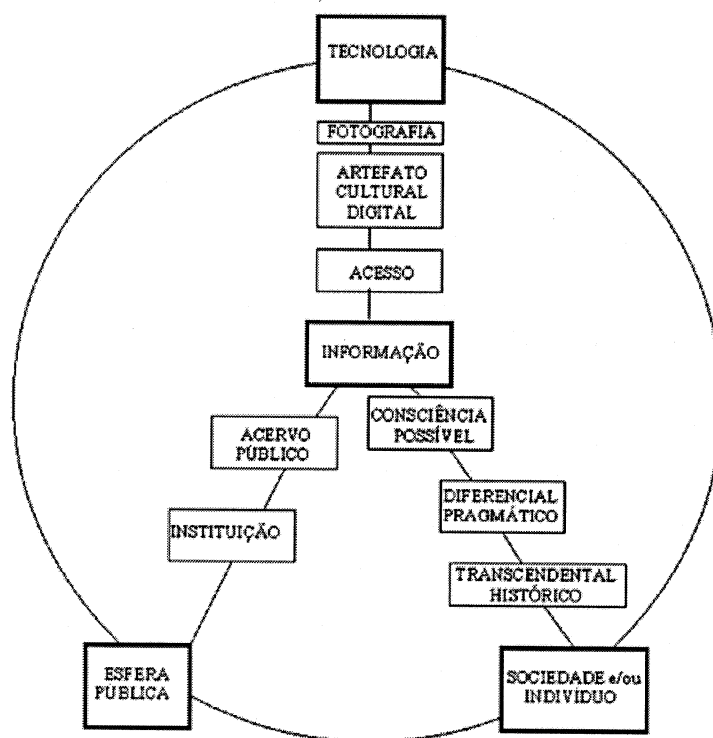 TECNOLOGIA
FOTOGRAFIA
ARTEFATO
CULTURAL
DIGITAL
ACESSO
INFORMAÇÃO
ACERVO
PÚBLICO
INSTITUIÇÃO
ESFERA
PÚBLICA
CONSCIÊNCIA
POSSÍVEL
DIFERENCIAL
PRAGMÁTICO
TRANSCENDENTAL
HISTÓRICO
SOCIEDADE e/ou
INDIVÍDUO